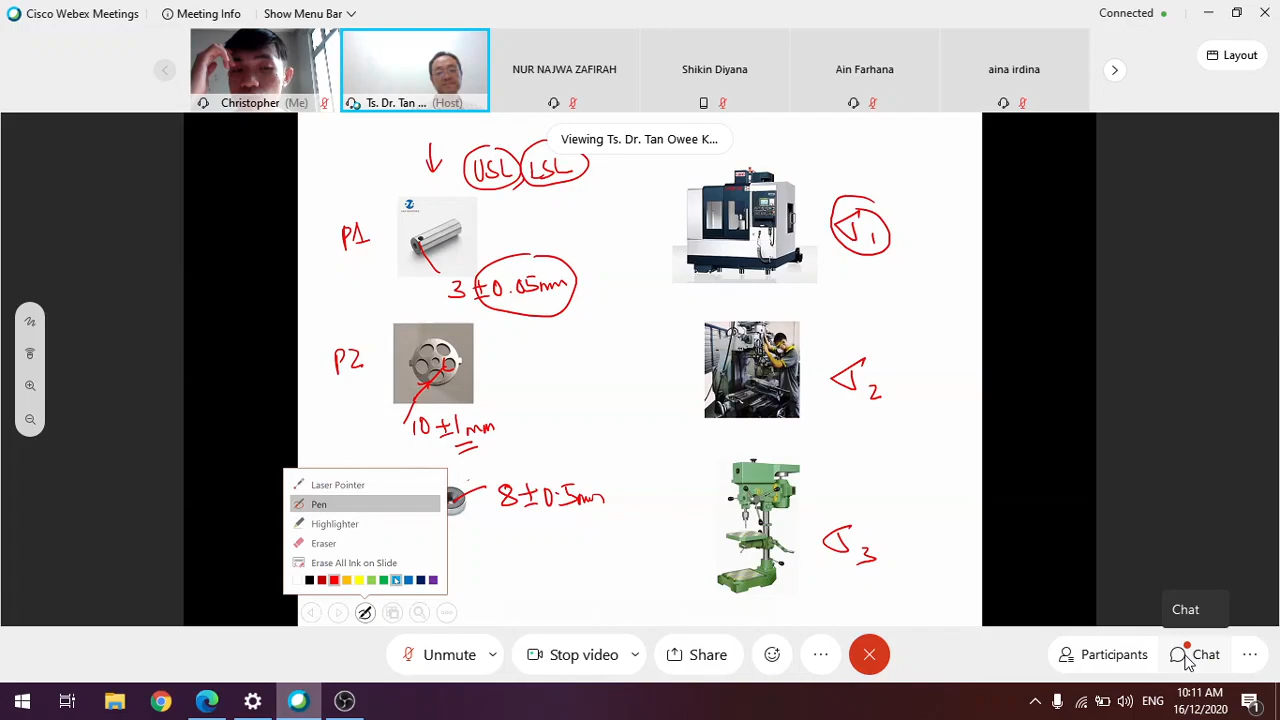 Cisco Webex Meetings
Meeting Info
Show Menu Bar
Connected
Layout
Christopher (Me)
Ts. Dr. Tan ... (Host)
NUR NAJWA ZAFIRAH
Shikin Diyana
Ain Farhana
aina irdina
Viewing Ts. Dr. Tan Owee K...
USL, LSL
P1
σ1
3 ±0.05mm
P2
σ2
10 ±1mm
8 ±0.5mm
σ3
Laser Pointer
Pen
Highlighter
Eraser
Erase All Ink on Slide
Chat
Unmute
Stop video
Share
Participants
Chat
ENG
10:11 AM
16/12/2020
1